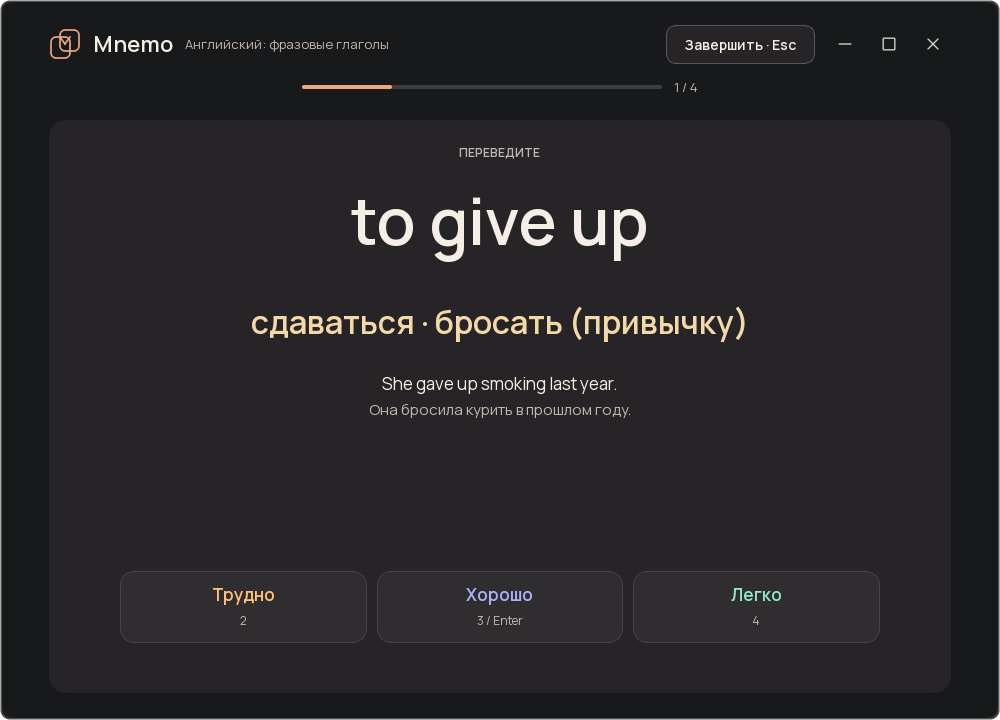 Mnemo Английский: фразовые глаголы Завершить · Esc
1 / 4
ПЕРЕВЕДИТЕ
to give up
сдаваться · бросать (привычку)
She gave up smoking last year.
Она бросила курить в прошлом году.
Трудно Хорошо Легко
2 3 / Enter 4